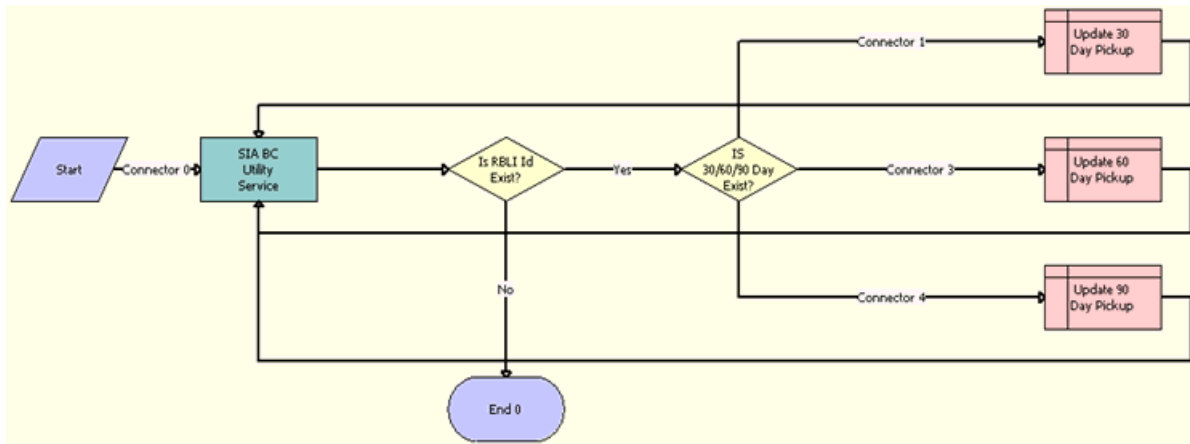 Connector 1
Update 30
Day Pickup
Start
Connector 0
SIA BC
Utility
Service
Is RBLI Id
Exist?
Yes
IS
30/60/90 Day
Exist?
Connector 3
Update 60
Day Pickup
No
Connector 4
Update 90
Day Pickup
End 0